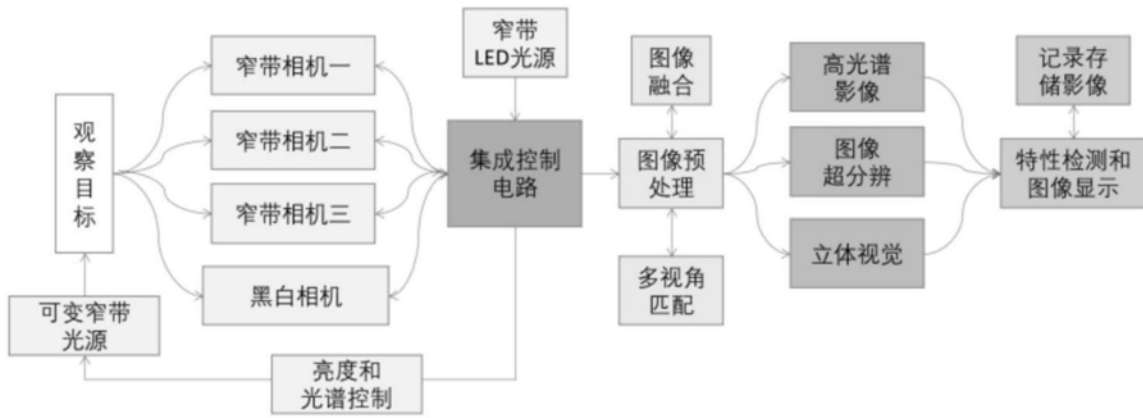 观
察
目
标
可变窄带
光源
窄带相机一
窄带相机二
窄带相机三
黑白相机
亮度和
光谱控制
窄带
LED光源
集成控制
电路
图像
融合
图像预
处理
多视角
匹配
高光谱
影像
图像
超分辨
立体视觉
记录存
储影像
特性检测和
图像显示